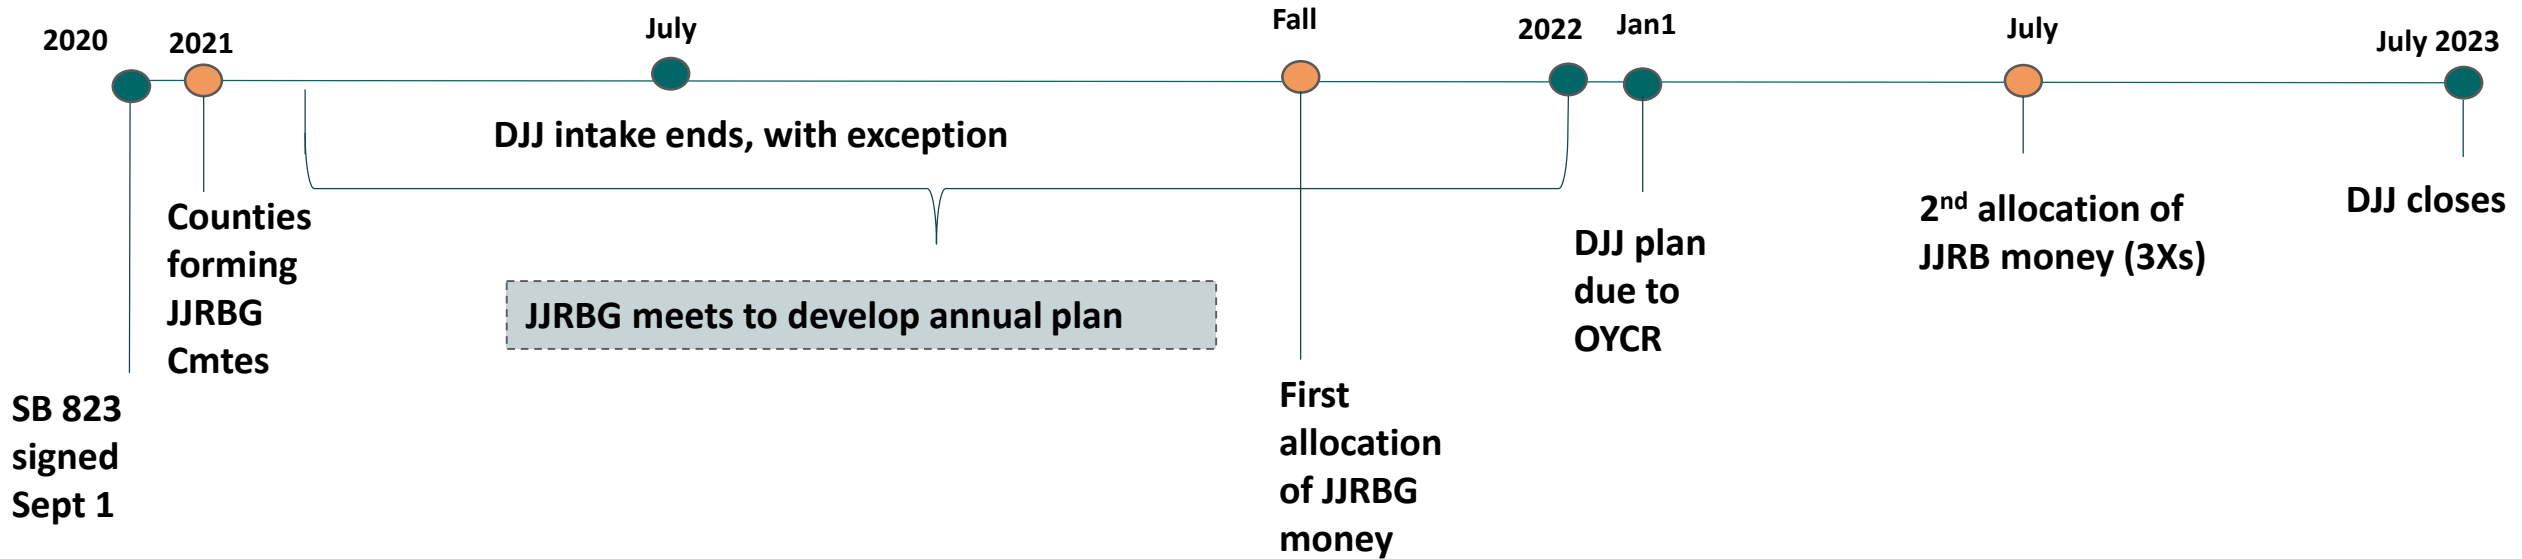 2020
2021
July
Fall
2022
Jan1
July
July 2023
DJJ intake ends, with exception
Counties
forming
JJRBG
Cmtes
JJRBG meets to develop annual plan
SB 823
signed
Sept 1
First
allocation
of JJRBG
money
DJJ plan
due to
OYCR
2nd allocation of
JJRB money (3Xs)
DJJ closes